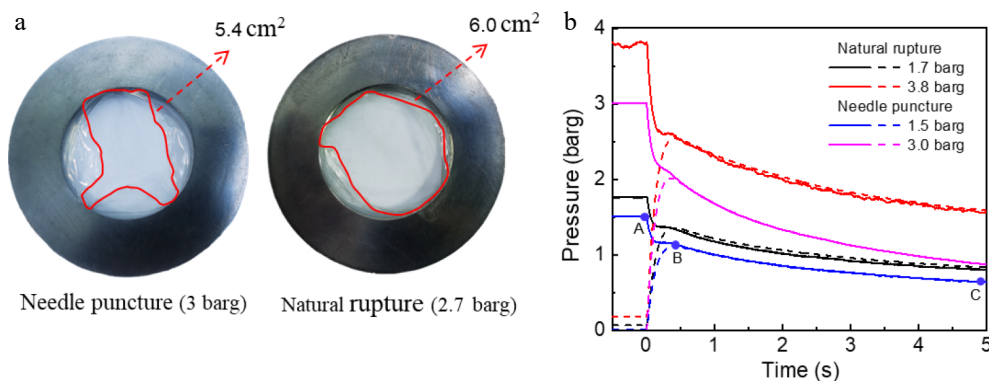 a
5.4 cm²
6.0 cm²
Needle puncture (3 barg)
Natural rupture (2.7 barg)
b
Pressure (barg)
4
3
2
1
0
Natural rupture
1.7 barg
3.8 barg
Needle puncture
1.5 barg
3.0 barg
A
B
C
0 1 2 3 4 5
Time (s)